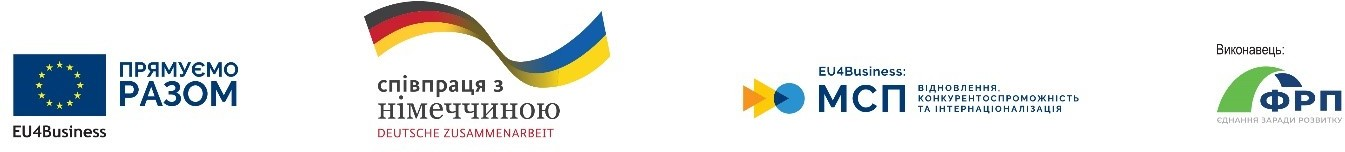 ПРЯМУЄМО
РАЗОМ
EU4Business
співпраця з
німеччиною
DEUTSCHE ZUSAMMENARBEIT
EU4Business:
МСП
ВІДНОВЛЕННЯ,
КОНКУРЕНТОСПРОМОЖНІСТЬ
ТА ІНТЕРНАЦІОНАЛІЗАЦІЯ
Виконавець:
ФРП
ЄДНАННЯ ЗАРАДИ РОЗВИТКУ